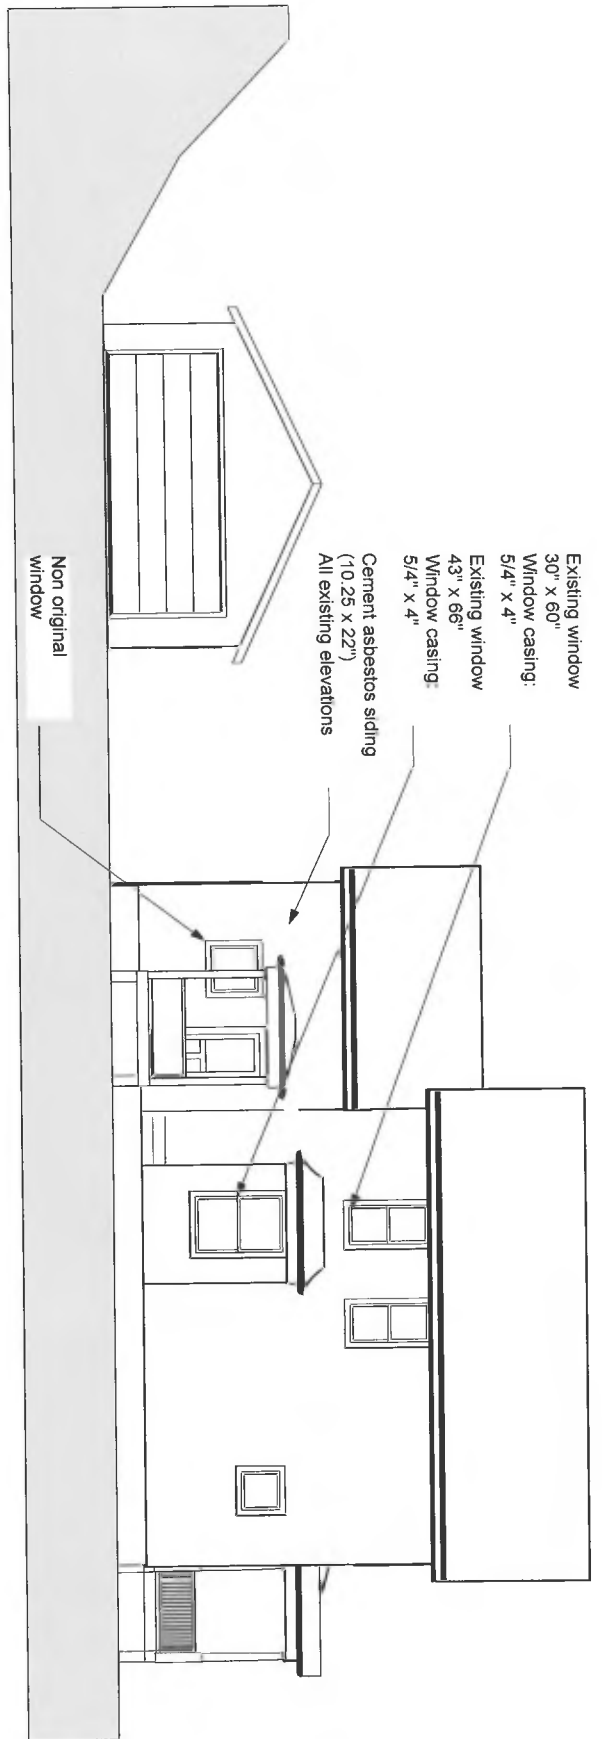 Existing window
30" x 60"
Window casing:
5/4" x 4"
Existing window
43" x 66"
Window casing:
5/4" x 4"
Cement asbestos siding
(10.25 x 22")
All existing elevations
Non original
window